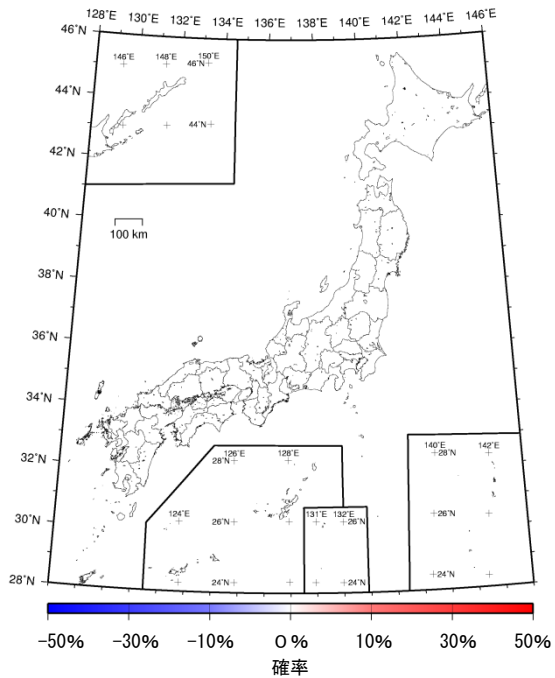 128°E 130°E 132°E 134°E 136°E 138°E 140°E 142°E 144°E 146°E
46°N
146°E 148°E 150°E
46°N
44°N
44°N
42°N
40°N
100 km
38°N
36°N
34°N
32°N
126°E 128°E
28°N
140°E 142°E
28°N
124°E
131°E 132°E
30°N
26°N
26°N
26°N
28°N
24°N
24°N
24°N
-50% -30% -10% 0% 10% 30% 50%
確率